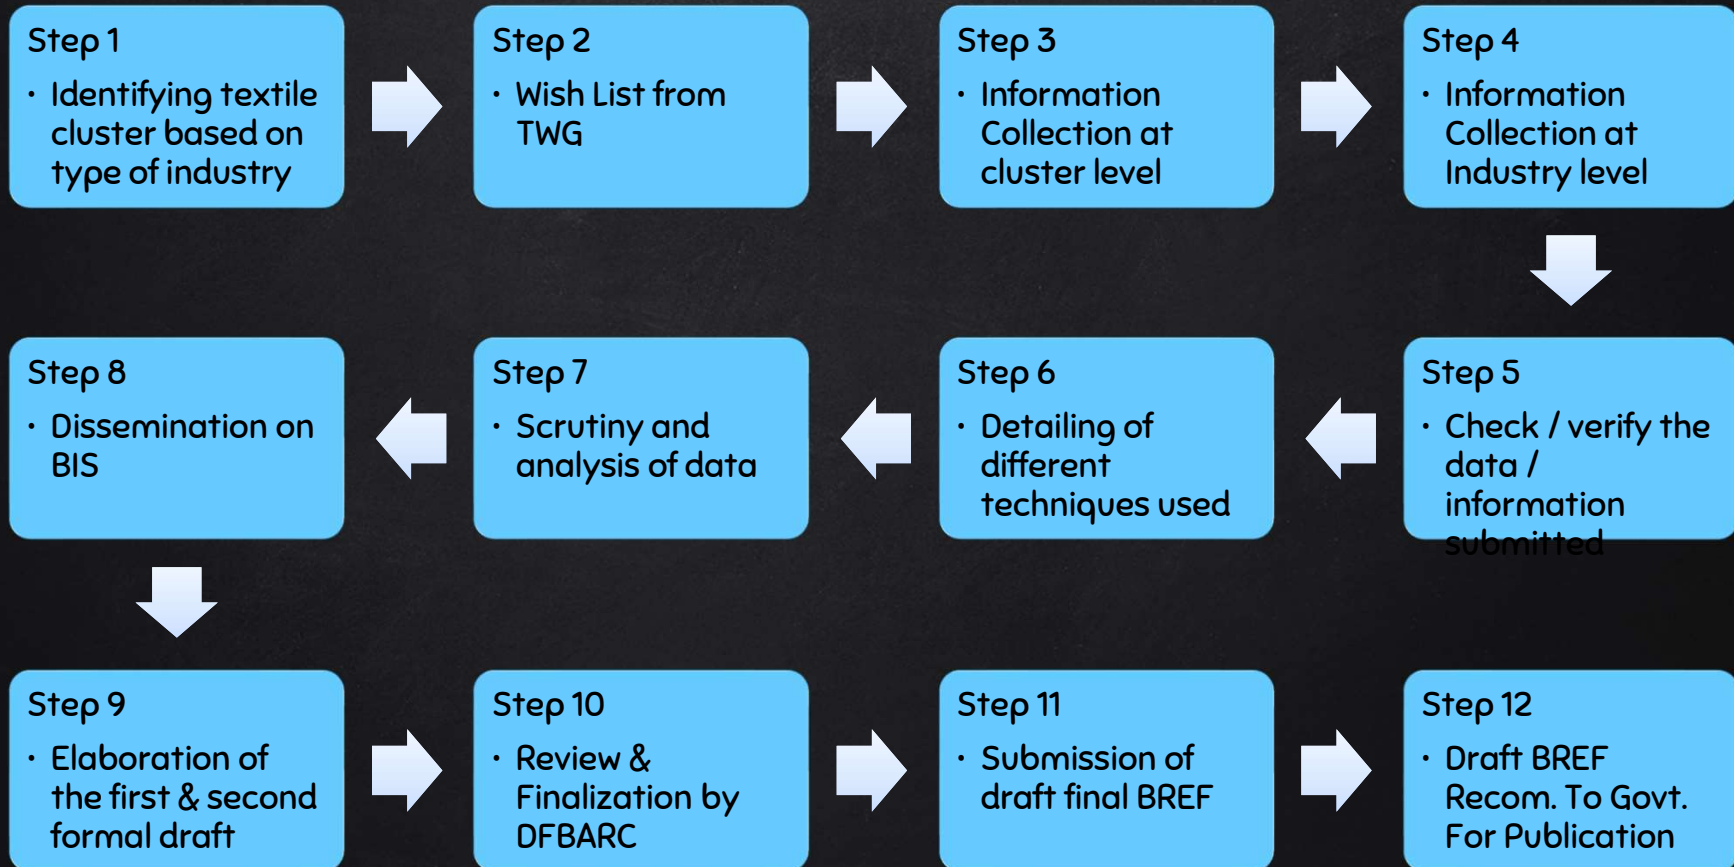 Step 1
· Identifying textile
cluster based on
type of industry
Step 2
· Wish List from
TWG
Step 3
· Information
Collection at
cluster level
Step 4
· Information
Collection at
Industry level
Step 5
· Check / verify the
data /
information
submitted
Step 6
· Detailing of
different
techniques used
Step 7
· Scrutiny and
analysis of data
Step 8
· Dissemination on
BIS
Step 9
· Elaboration of
the first & second
formal draft
Step 10
· Review &
Finalization by
DFBARC
Step 11
· Submission of
draft final BREF
Step 12
· Draft BREF
Recom. To Govt.
For Publication